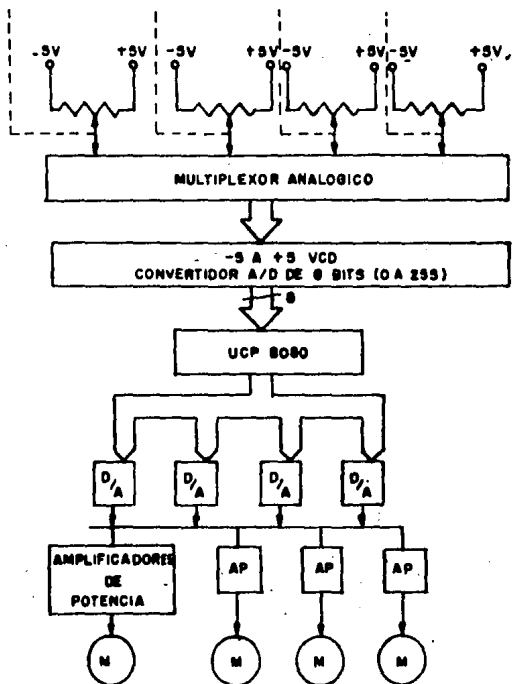 -5V +5V -5V +5V -5V +5V -5V +5V
MULTIPLEXOR ANALOGICO
-5 A +5 VCD
CONVERTIDOR A/D DE 8 BITS (0 A 255)
8
UCP 8080
D/A D/A D/A D/A
AMPLIFICADORES
DE
POTENCIA
AP AP AP
M M M M